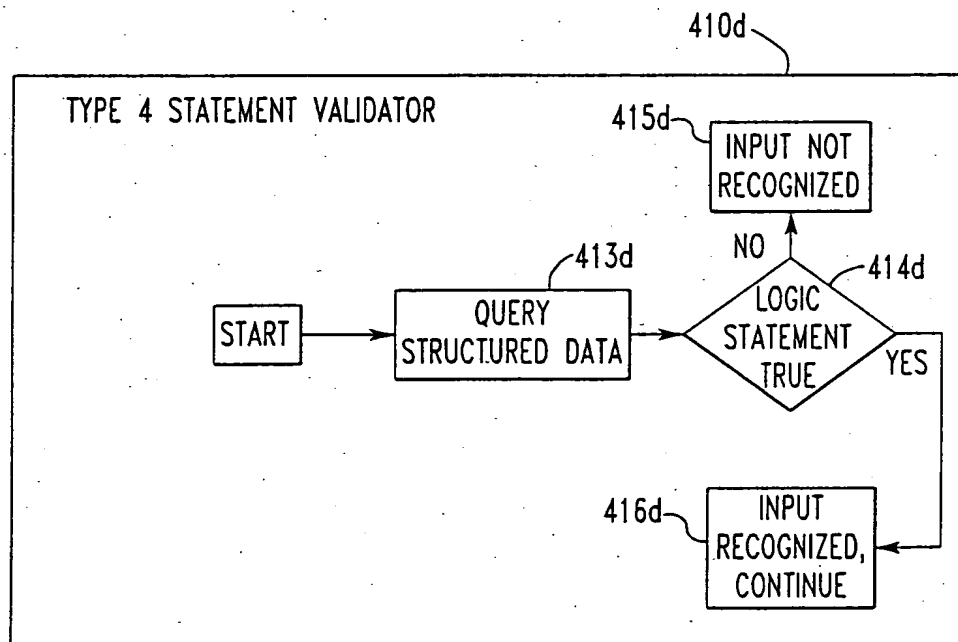 410d
TYPE 4 STATEMENT VALIDATOR
415d
INPUT NOT
RECOGNIZED
NO
413d
414d
START
QUERY
STRUCTURED DATA
LOGIC
STATEMENT
TRUE
YES
416d
INPUT
RECOGNIZED,
CONTINUE